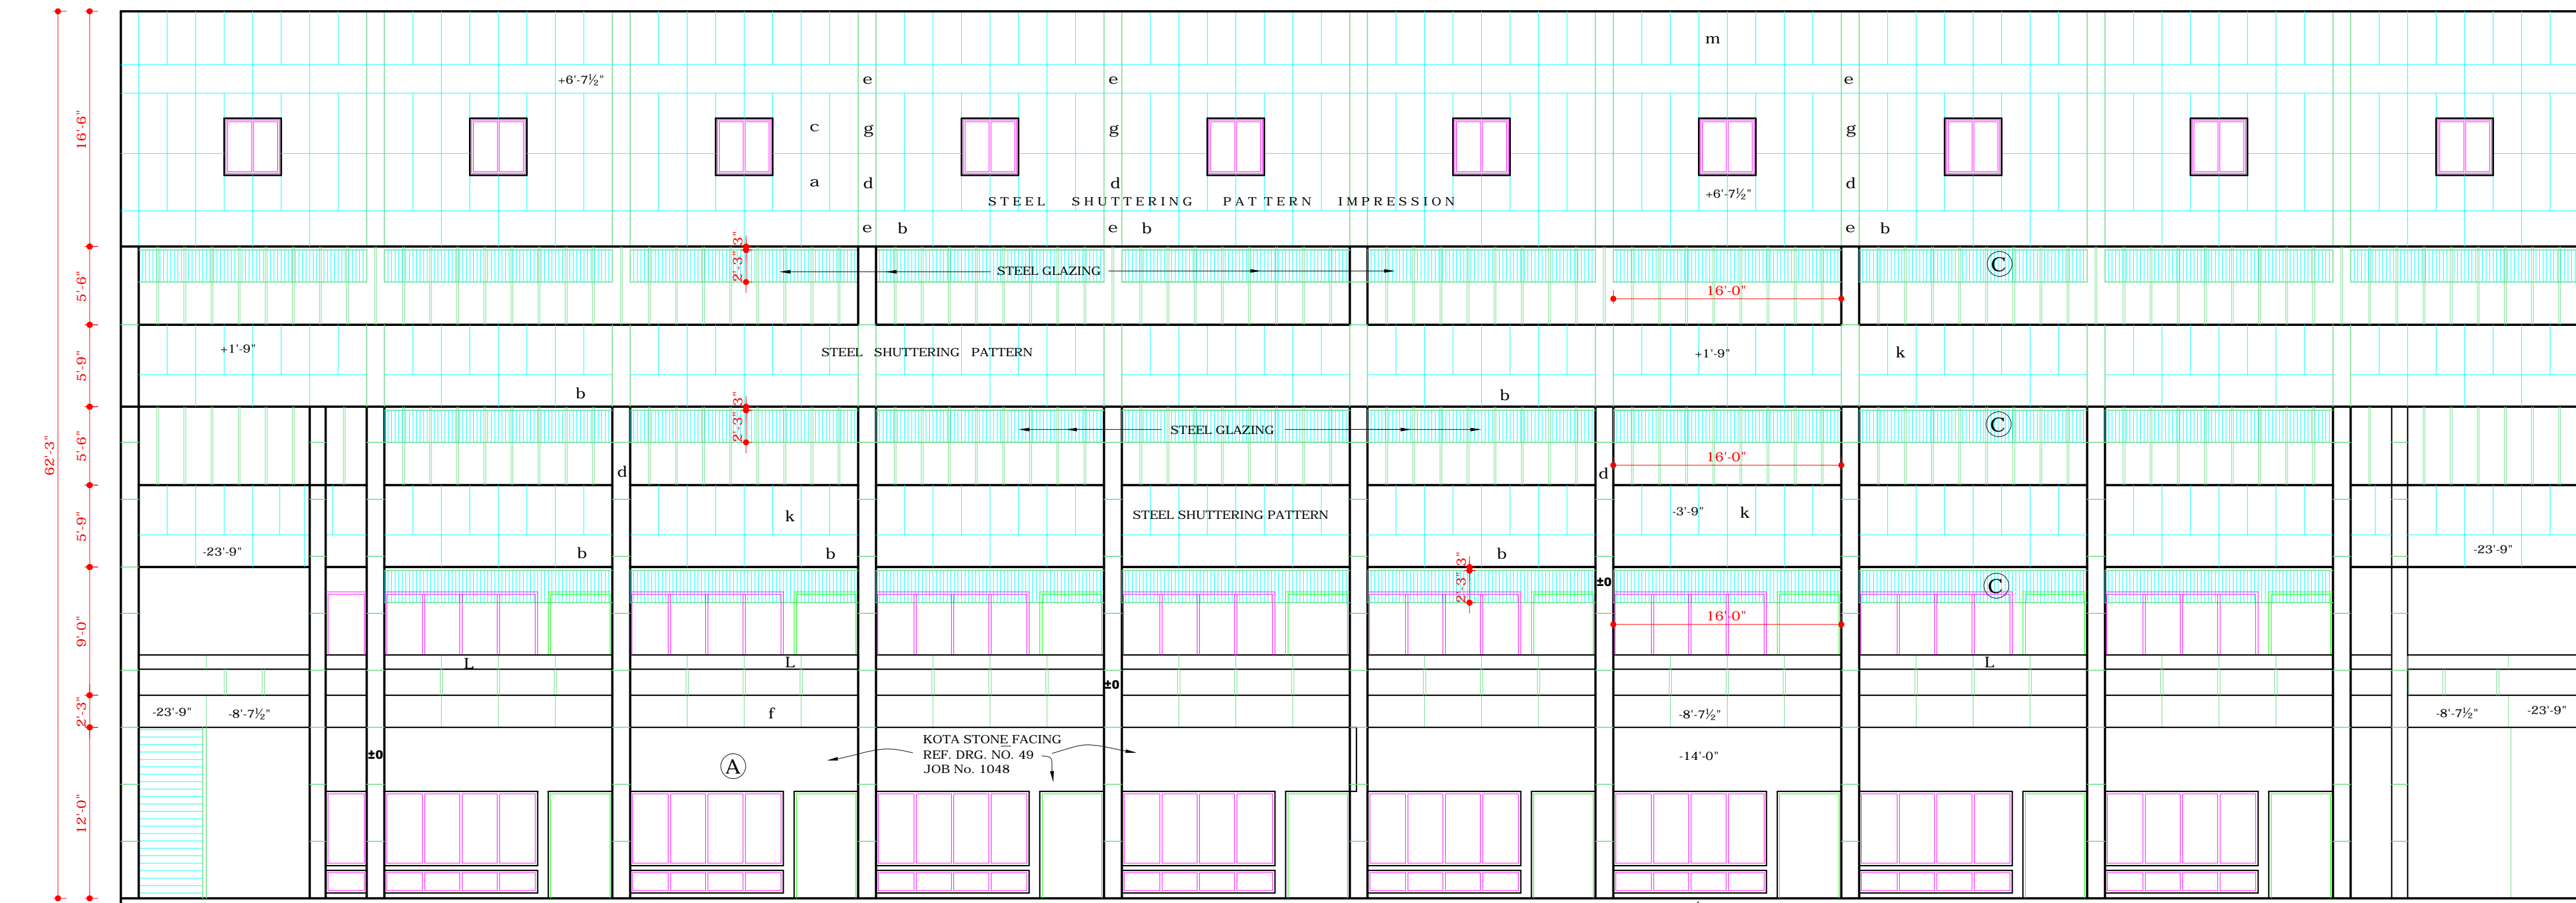 m
+6'-7½" e e e
16'-6"
c g g g
a d d d
+6'-7½"
STEEL SHUTTERING PATTERN IMPRESSION
e b e b e b
3"
2'-3"
5'-6"
STEEL GLAZING
C
16'-0"
+1'-9" STEEL SHUTTERING PATTERN +1'-9" k
5'-9"
b b
62'-3"
3"
2'-3"
5'-6"
STEEL GLAZING
C
16'-0"
d d
k STEEL SHUTTERING PATTERN -3'-9" k
5'-9"
-23'-9" b b b -23'-9"
3"
2'-3"
±0
C
16'-0"
9'-0"
L L L
±0
2'-3"
-23'-9" -8'-7½" f -8'-7½" -8'-7½" -23'-9"
KOTA STONE FACING
REF. DRG. NO. 49
JOB No. 1048
±0
-14'-0"
A
12'-0"